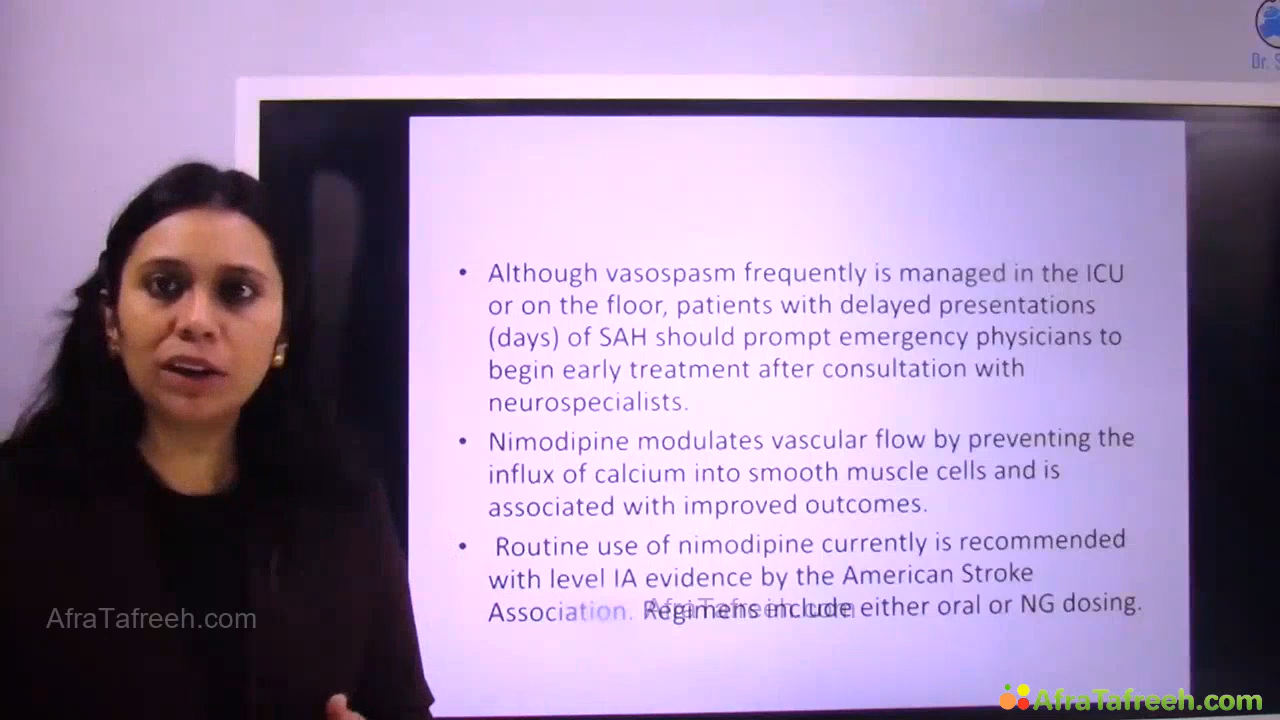 Dr. S
• Although vasospasm frequently is managed in the ICU
or on the floor, patients with delayed presentations
(days) of SAH should prompt emergency physicians to
begin early treatment after consultation with
neurospecialists.
• Nimodipine modulates vascular flow by preventing the
influx of calcium into smooth muscle cells and is
associated with improved outcomes.
• Routine use of nimodipine currently is recommended
with level IA evidence by the American Stroke
Association. Regimens include either oral or NG dosing.
AfraTafreeh.com
AfraTafreeh.com
AfraTafreeh.com